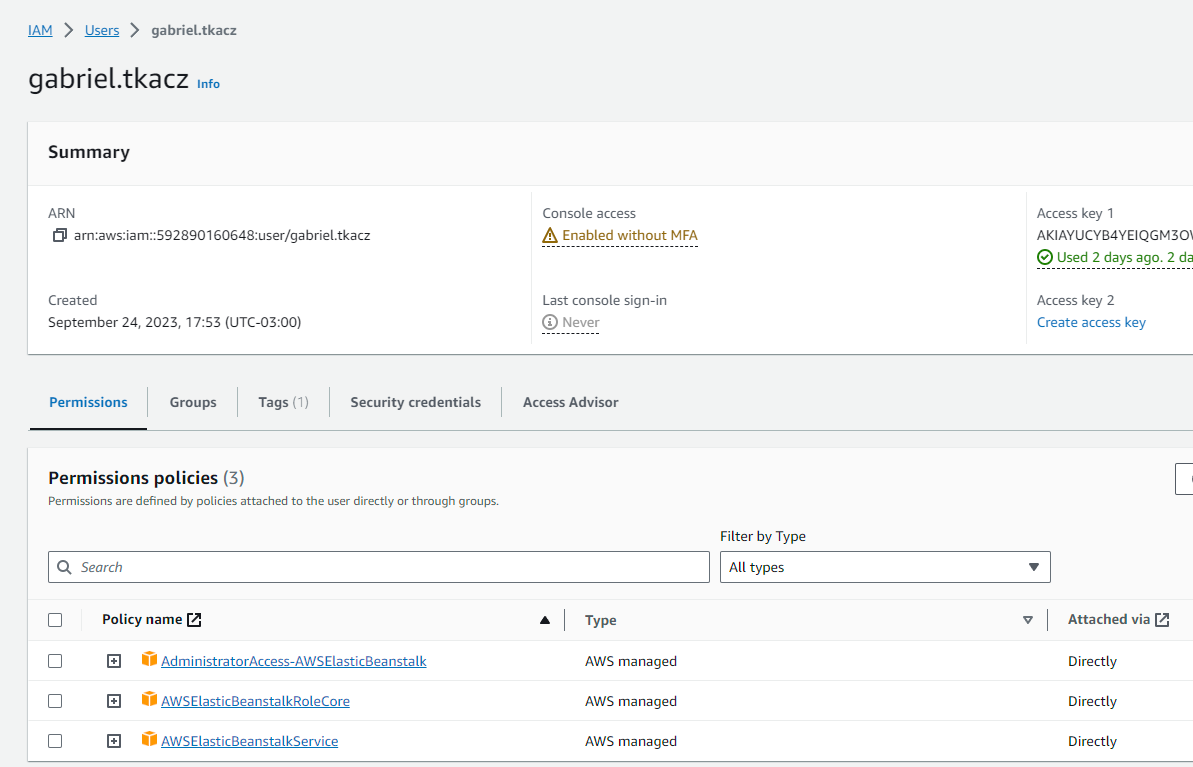 IAM > Users > gabriel.tkacz
gabriel.tkacz Info
Summary
ARN
arn:aws:iam::592890160648:user/gabriel.tkacz
Console access
Enabled without MFA
Access key 1
AKIAYUCYB4YEIQGM3O
Used 2 days ago. 2 da
Created
September 24, 2023, 17:53 (UTC-03:00)
Last console sign-in
Never
Access key 2
Create access key
Permissions
Groups
Tags (1)
Security credentials
Access Advisor
Permissions policies (3)
Permissions are defined by policies attached to the user directly or through groups.
Filter by Type
Search
All types
Policy name
Type
Attached via
AdministratorAccess-AWSElasticBeanstalk
AWS managed
Directly
AWSElasticBeanstalkRoleCore
AWS managed
Directly
AWSElasticBeanstalkService
AWS managed
Directly